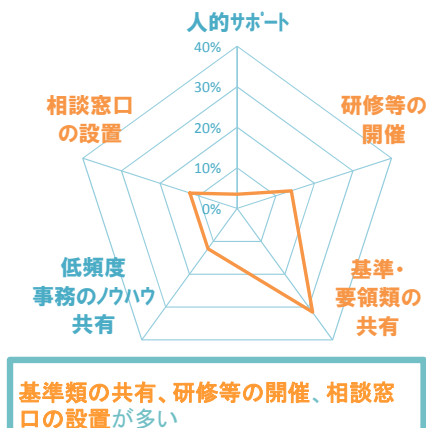 人的サポート
40%
30%
20%
10%
0%
相談窓口
の設置
研修等の
開催
低頻度
事務のノウハウ
共有
基準・
要領類の
共有
基準類の共有、研修等の開催、相談窓
口の設置が多い